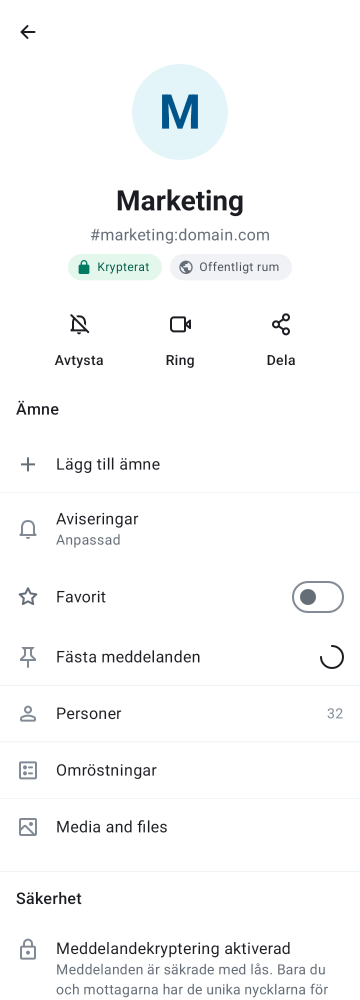 M
Marketing
#marketing:domain.com
Krypterat
Offentligt rum
Avtysta
Ring
Dela
Ämne
Lägg till ämne
Aviseringar
Anpassad
Favorit
Fästa meddelanden
Personer
32
Omröstningar
Media and files
Säkerhet
Meddelandekryptering aktiverad
Meddelanden är säkrade med lås. Bara du
och mottagarna har de unika nycklarna för